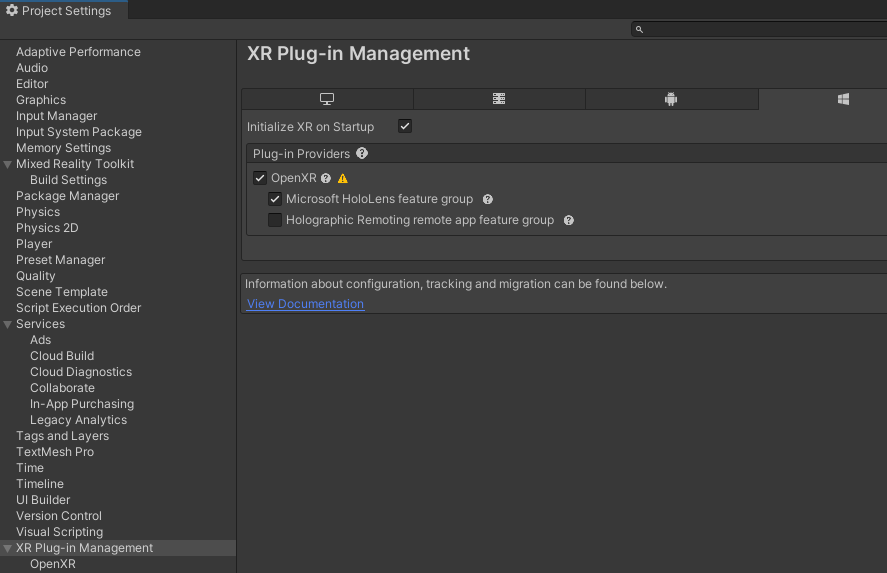 Project Settings
Adaptive Performance
Audio
Editor
Graphics
Input Manager
Input System Package
Memory Settings
Mixed Reality Toolkit
Build Settings
Package Manager
Physics
Physics 2D
Player
Preset Manager
Quality
Scene Template
Script Execution Order
Services
Ads
Cloud Build
Cloud Diagnostics
Collaborate
In-App Purchasing
Legacy Analytics
Tags and Layers
TextMesh Pro
Time
Timeline
UI Builder
Version Control
Visual Scripting
XR Plug-in Management
OpenXR
XR Plug-in Management
Initialize XR on Startup
Plug-in Providers
OpenXR
Microsoft HoloLens feature group
Holographic Remoting remote app feature group
Information about configuration, tracking and migration can be found below.
View Documentation